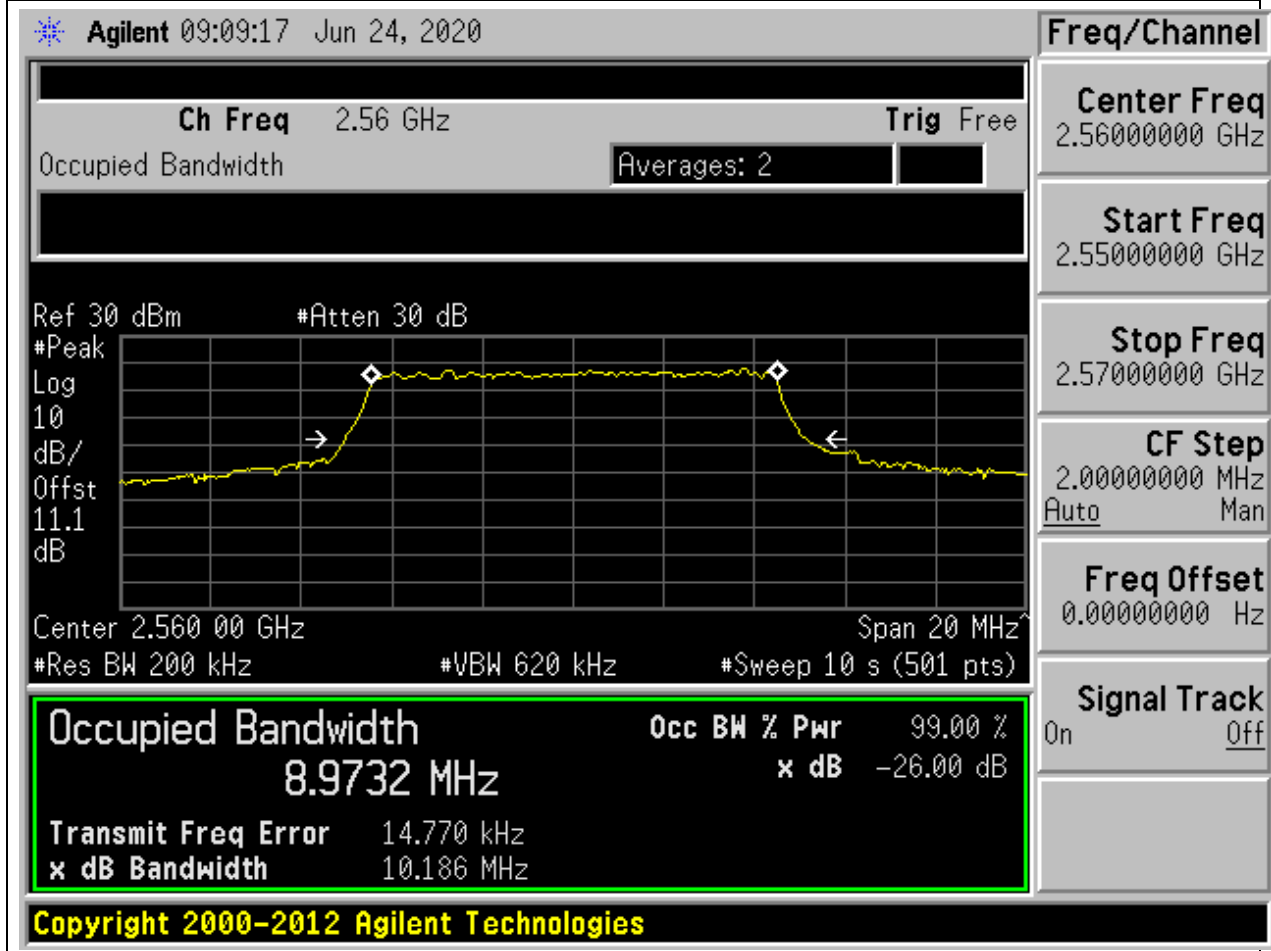 Agilent 09:09:17 Jun 24, 2020
Freq/Channel
Ch Freq 2.56 GHz Trig Free
Occupied Bandwidth Averages: 2
Center Freq
2.56000000 GHz
Start Freq
2.55000000 GHz
Stop Freq
2.57000000 GHz
CF Step
2.00000000 MHz
Auto Man
Freq Offset
0.00000000 Hz
Signal Track
On Off
Ref 30 dBm #Atten 30 dB
#Peak
Log
10
dB/
Offst
11.1
dB
Center 2.560 00 GHz Span 20 MHz^
#Res BW 200 kHz #VBW 620 kHz #Sweep 10 s (501 pts)
Occupied Bandwidth Occ BW % Pwr 99.00 %
8.9732 MHz x dB -26.00 dB
Transmit Freq Error 14.770 kHz
x dB Bandwidth 10.186 MHz
Copyright 2000-2012 Agilent Technologies